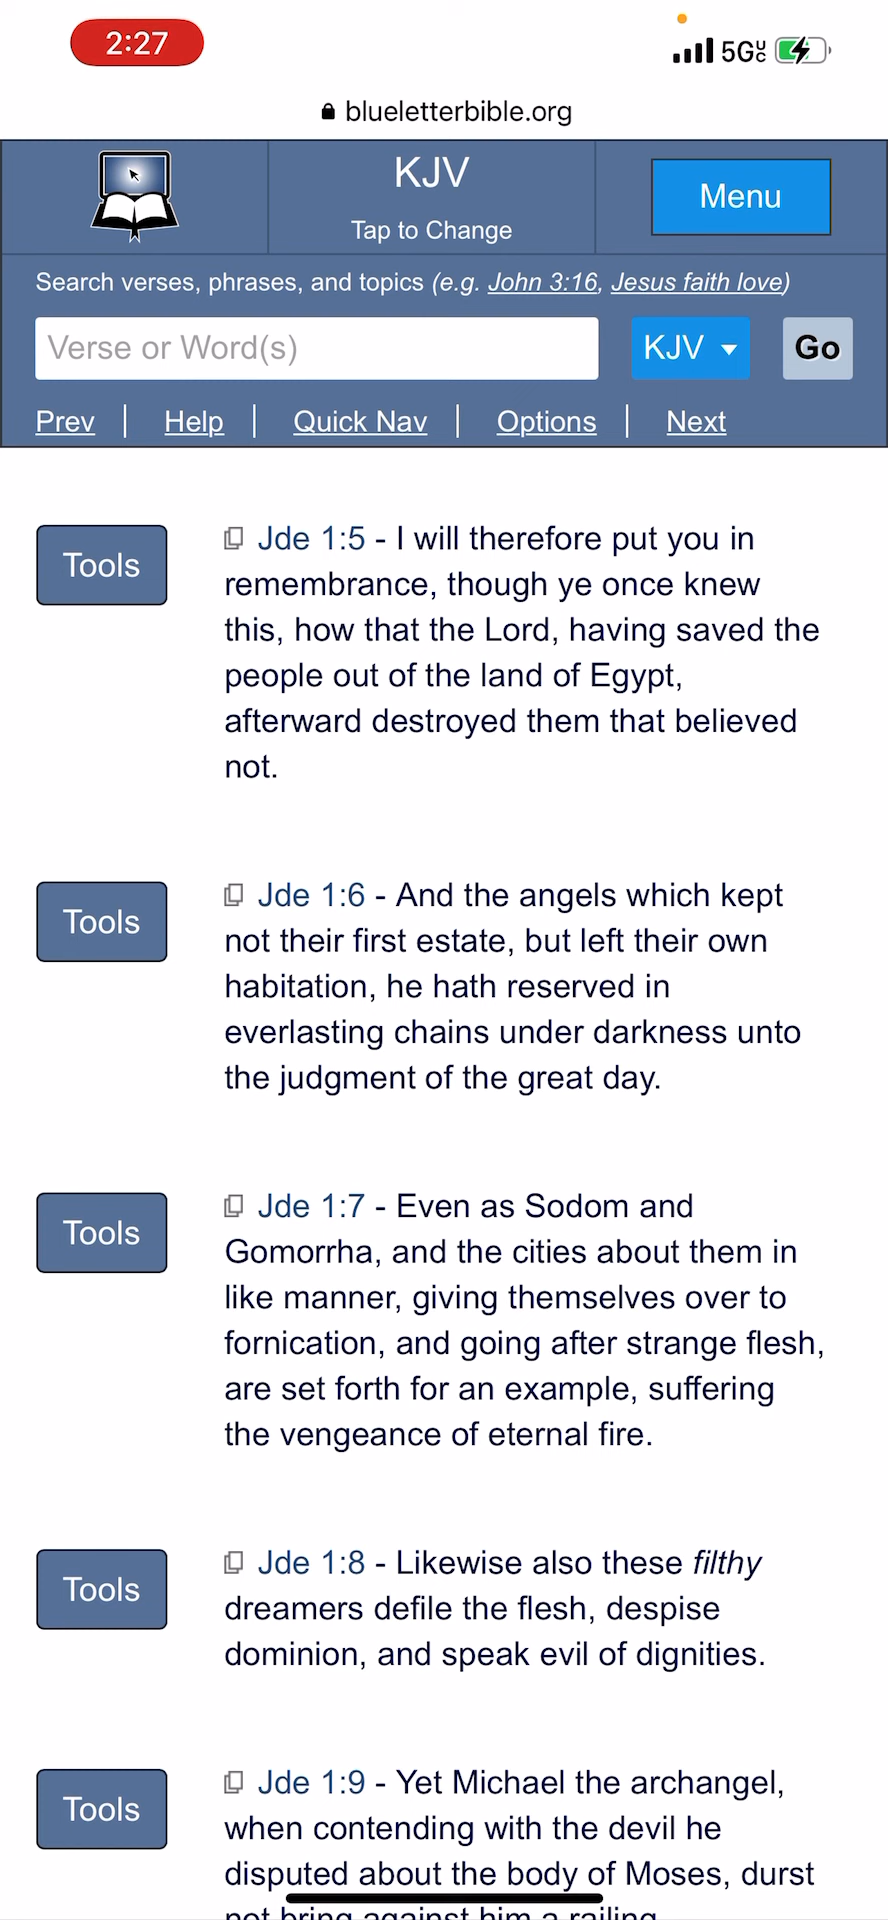 2:27
5G
blueletterbible.org
KJV
Tap to Change
Menu
Search verses, phrases, and topics (e.g. John 3:16, Jesus faith love)
Verse or Word(s)
KJV
Go
Prev | Help | Quick Nav | Options | Next
Tools
Jde 1:5 - I will therefore put you in
remembrance, though ye once knew
this, how that the Lord, having saved the
people out of the land of Egypt,
afterward destroyed them that believed
not.
Tools
Jde 1:6 - And the angels which kept
not their first estate, but left their own
habitation, he hath reserved in
everlasting chains under darkness unto
the judgment of the great day.
Tools
Jde 1:7 - Even as Sodom and
Gomorrha, and the cities about them in
like manner, giving themselves over to
fornication, and going after strange flesh,
are set forth for an example, suffering
the vengeance of eternal fire.
Tools
Jde 1:8 - Likewise also these filthy
dreamers defile the flesh, despise
dominion, and speak evil of dignities.
Tools
Jde 1:9 - Yet Michael the archangel,
when contending with the devil he
disputed about the body of Moses, durst
not bring against him a railing